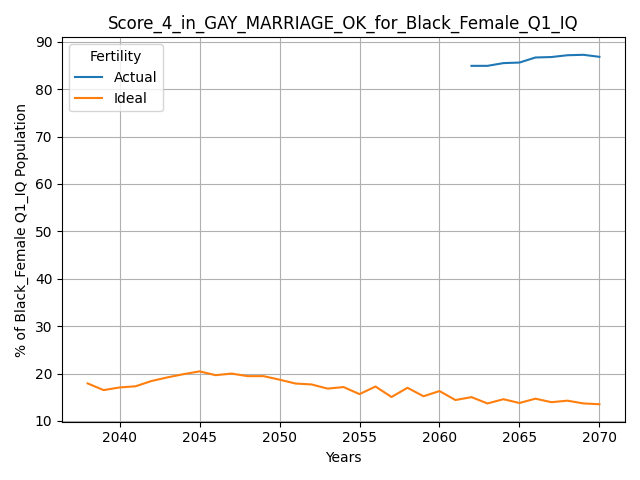 Score_4_in_GAY_MARRIAGE_OK_for_Black_Female_Q1_IQ
Fertility
Actual
Ideal
% of Black_Female Q1_IQ Population
90
80
70
60
50
40
30
20
10
2040 2045 2050 2055 2060 2065 2070
Years